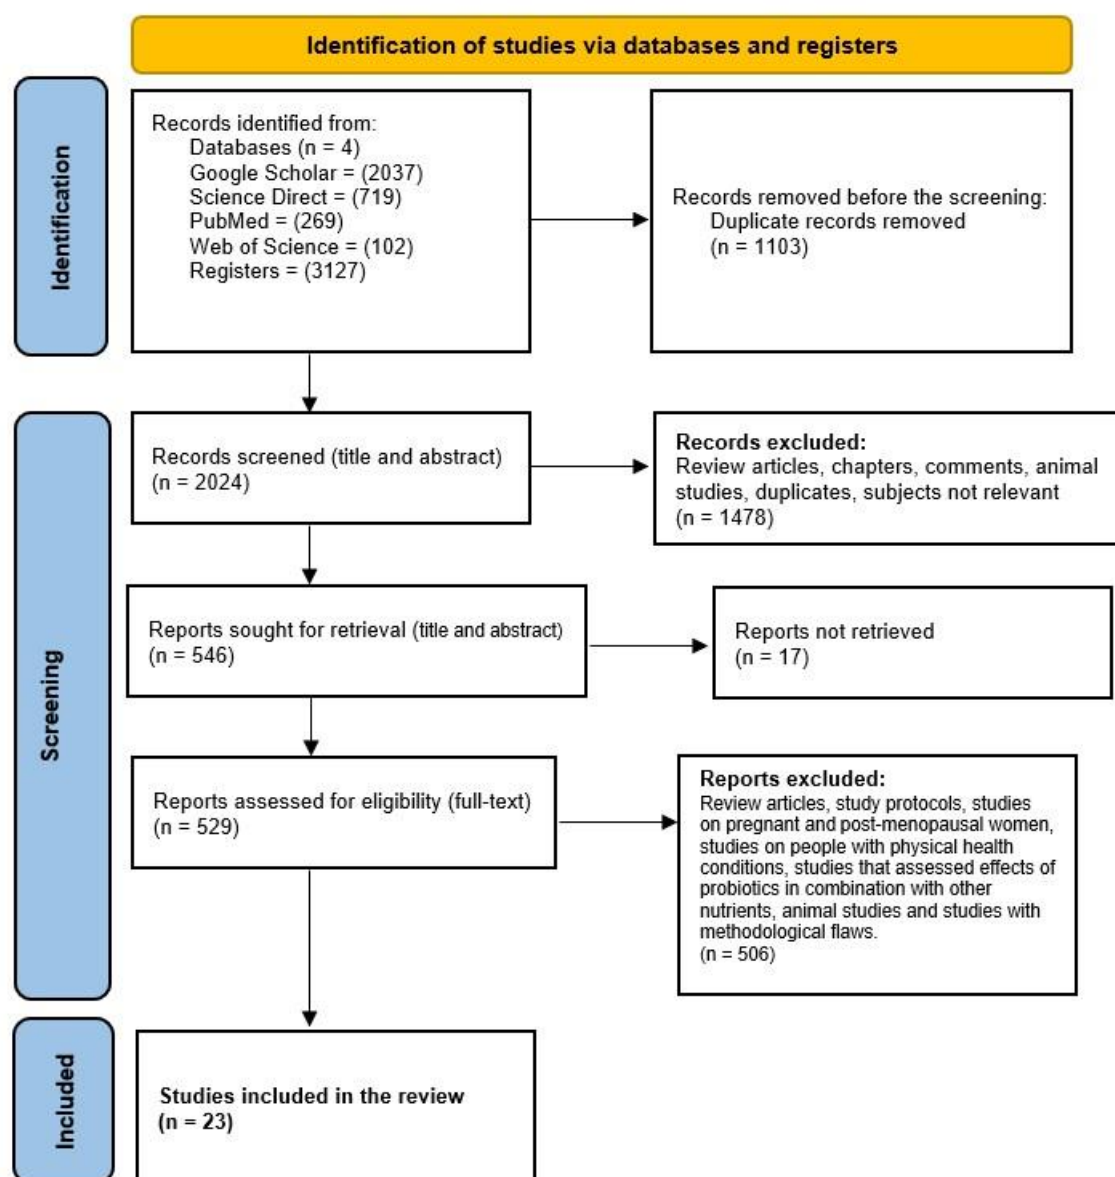 Identification of studies via databases and registers
Identification
Records identified from:
Databases (n = 4)
Google Scholar = (2037)
Science Direct = (719)
PubMed = (269)
Web of Science = (102)
Registers = (3127)
Records removed before the screening:
Duplicate records removed
(n = 1103)
Screening
Records screened (title and abstract)
(n = 2024)
Records excluded:
Review articles, chapters, comments, animal
studies, duplicates, subjects not relevant
(n = 1478)
Reports sought for retrieval (title and abstract)
(n = 546)
Reports not retrieved
(n = 17)
Reports assessed for eligibility (full-text)
(n = 529)
Reports excluded:
Review articles, study protocols, studies
on pregnant and post-menopausal women,
studies on people with physical health
conditions, studies that assessed effects of
probiotics in combination with other
nutrients, animal studies and studies with
methodological flaws.
(n = 506)
Included
Studies included in the review
(n = 23)